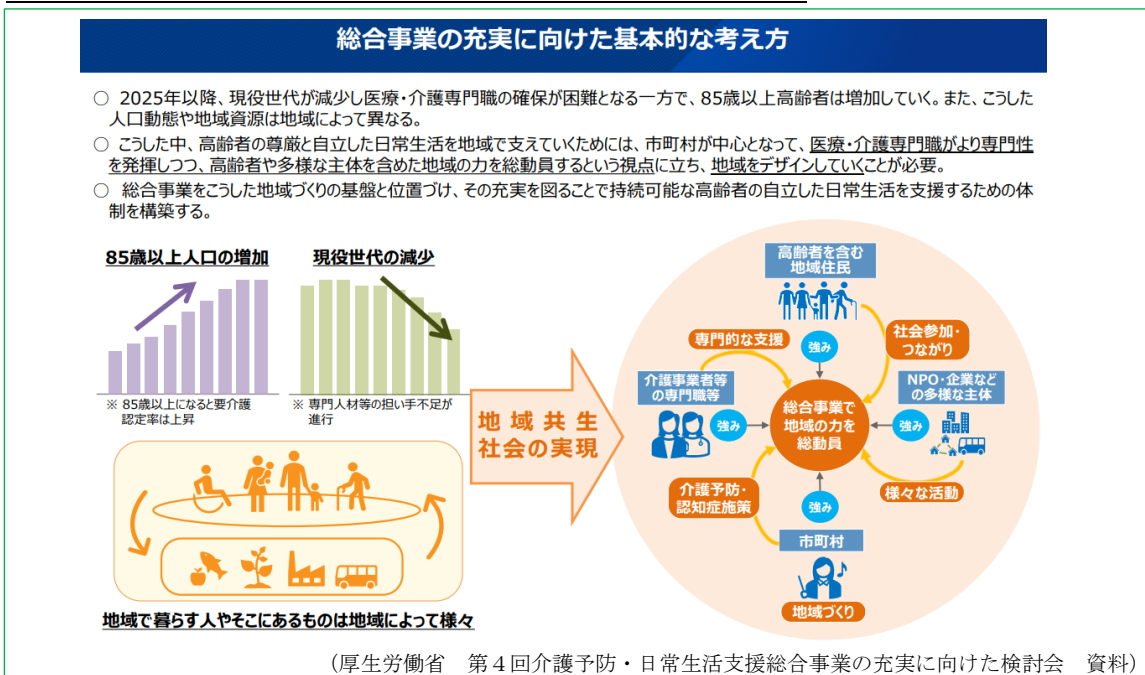 総合事業の充実に向けた基本的な考え方
○ 2025年以降、現役世代が減少し医療・介護専門職の確保が困難となる一方で、85歳以上高齢者は増加していく。また、こうした
人口動態や地域資源は地域によって異なる。
○ こうした中、高齢者の尊厳と自立した日常生活を地域で支えていくためには、市町村が中心となって、医療・介護専門職がより専門性
を発揮しつつ、高齢者や多様な主体を含めた地域の力を総動員するという視点に立ち、地域をデザインしていくことが必要。
○ 総合事業をこうした地域づくりの基盤と位置づけ、その充実を図ることで持続可能な高齢者の自立した日常生活を支援するための体
制を構築する。
85歳以上人口の増加
現役世代の減少
※ 85歳以上になると要介護
認定率は上昇
※ 専門人材等の担い手不足が
進行
地域で暮らす人やそこにあるものは地域によって様々
地域共生
社会の実現
高齢者を含む
地域住民
専門的な支援
強み
社会参加・
つながり
介護事業者等
の専門職等
強み
総合事業で
地域の力を
総動員
強み
NPO・企業など
の多様な主体
介護予防・
認知症施策
強み
様々な活動
市町村
地域づくり
（厚生労働省　第４回介護予防・日常生活支援総合事業の充実に向けた検討会　資料）